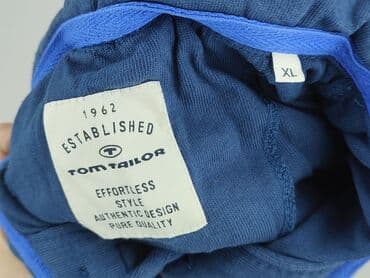 1962
ESTABLISHED
TOM TAILOR
EFFORTLESS
STYLE
AUTHENTIC DESIGN
PURE QUALITY
XL